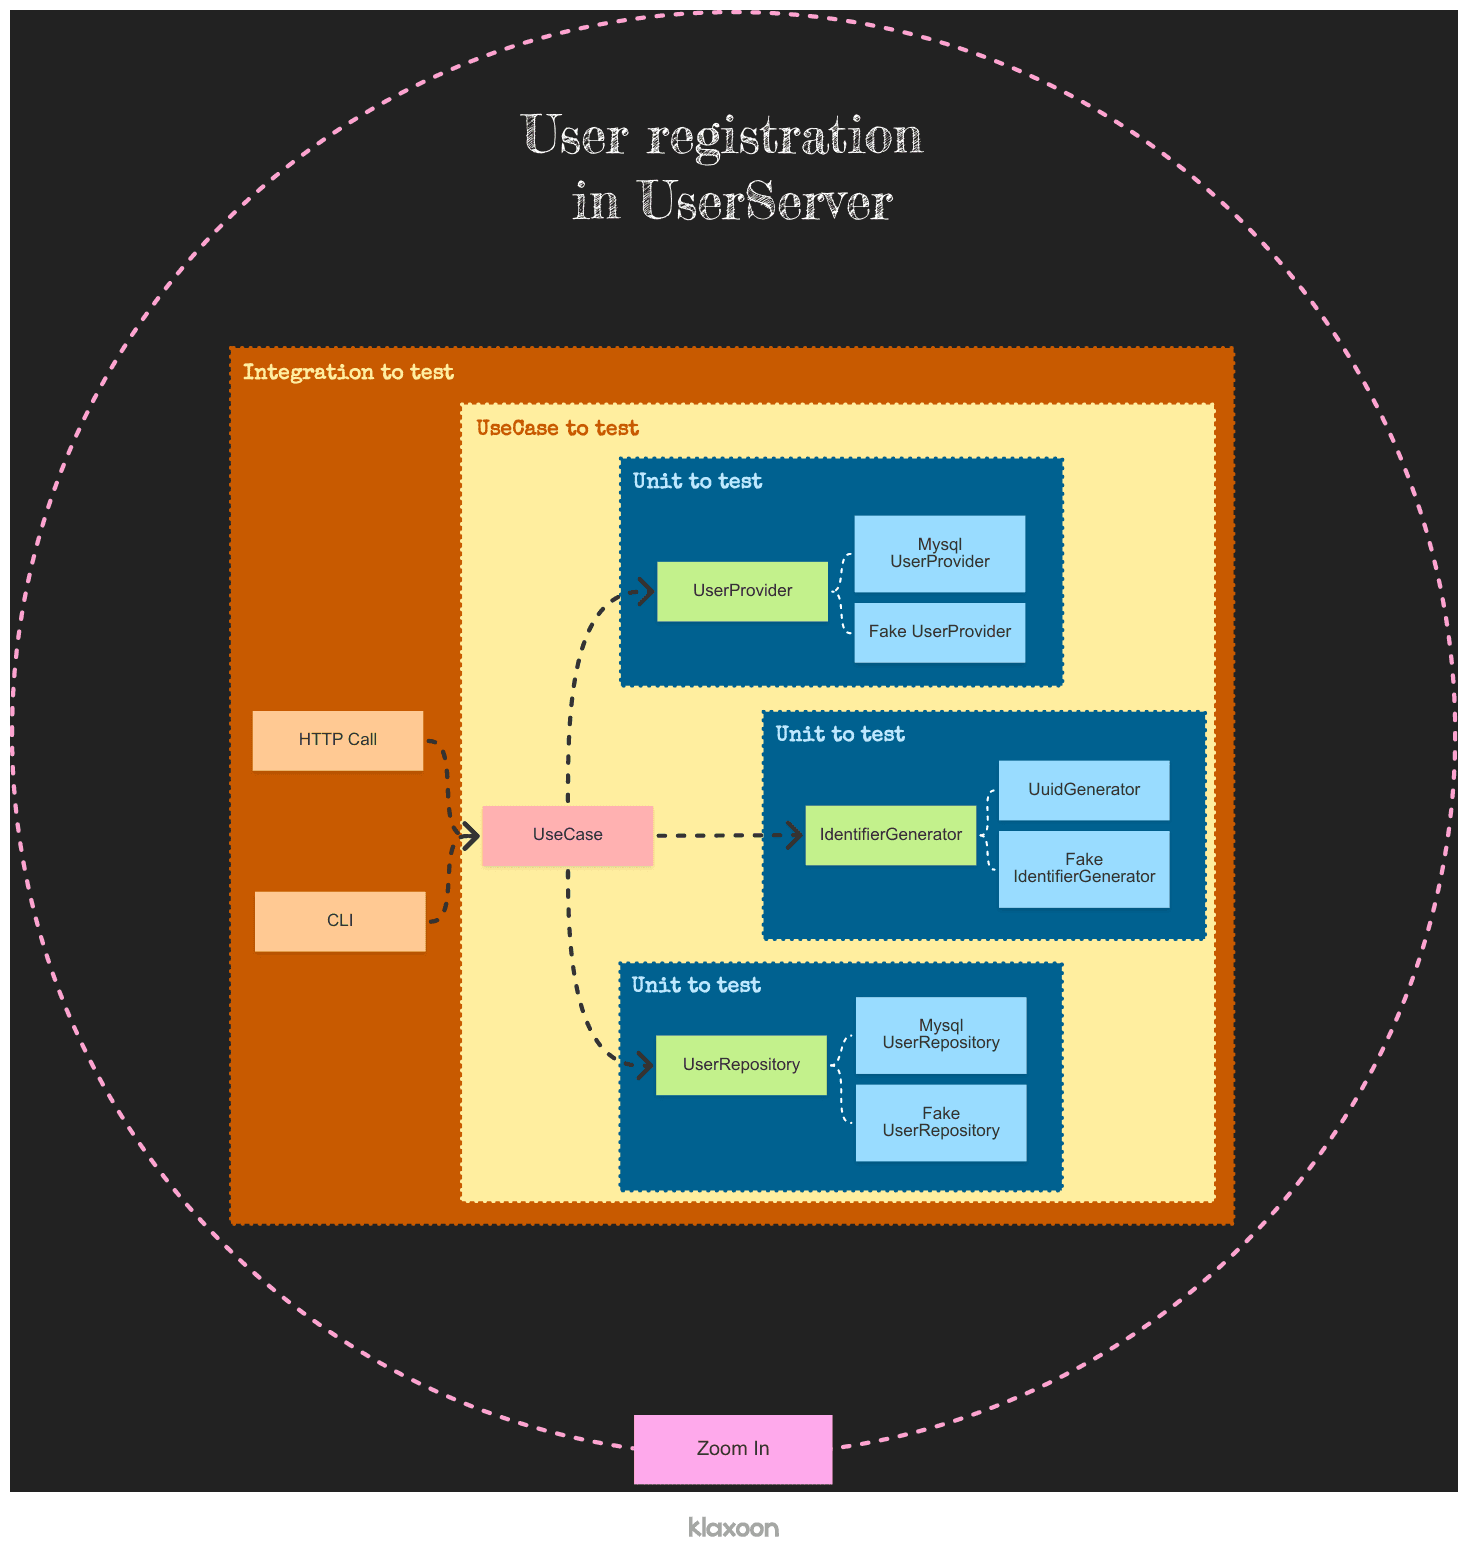 User registration
in UserServer
Integration to test
UseCase to test
Unit to test
Mysql
UserProvider
UserProvider
Fake UserProvider
HTTP Call
Unit to test
UuidGenerator
UseCase
IdentifierGenerator
Fake
IdentifierGenerator
CLI
Unit to test
Mysql
UserRepository
UserRepository
Fake
UserRepository
Zoom In
klaxoon